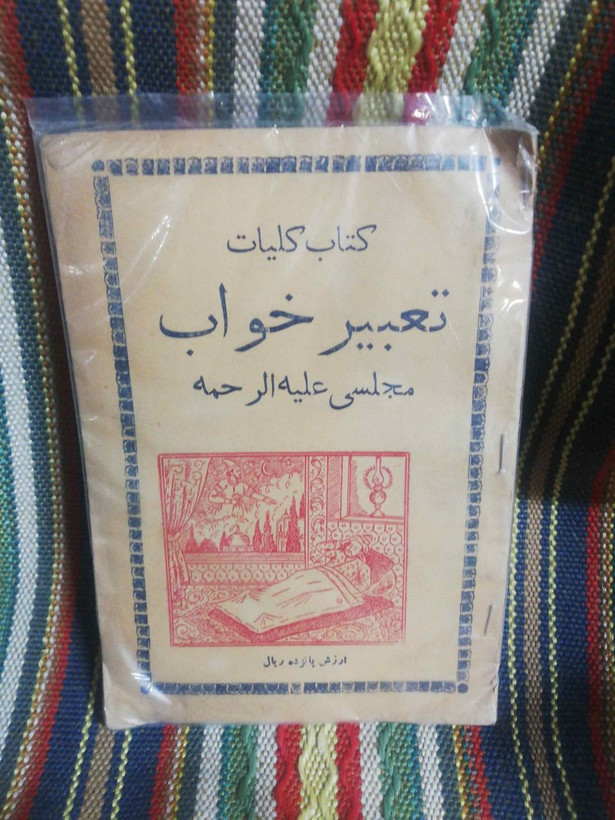 کتاب کلیات
تعبیر خواب
مجلسی علیه الرحمه
ارزش پانزده ریال